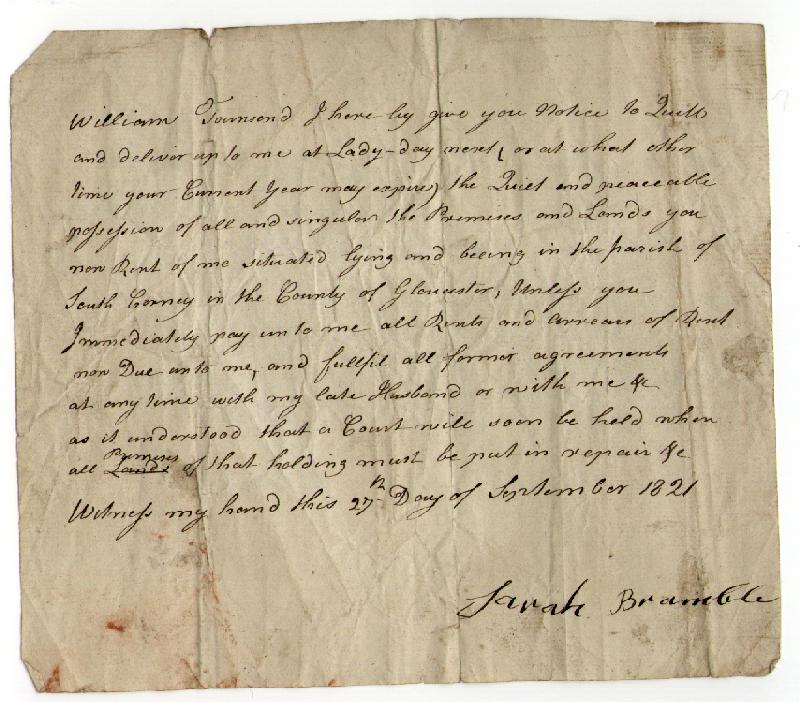 William Townsend I here by give you Notice to Quitt
and deliver up to me at Lady-day next, or at what other
time your Current Year may expire, the Quiet and peaceable
possession of all and singular the Premises and Lands you
now Rent of me situated lying and beeing in the parish of
South Cerney in the County of Gloucester, Unless you
Immediately pay unto me all Rents and arrears of Rent
now Due unto me, and fullfil all former agreements
at any time with my late Husband or with me &c
as it understood that a Court will soon be held when
all Lands Premises of that holding must be put in repair &c
Witness my hand this 27th Day of September 1821
Sarah Bramble